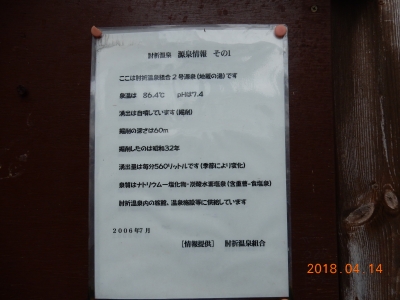 肘折温泉 源泉情報 その1
ここは肘折温泉組合2号源泉(地蔵の湯)です
泉温は 86.4℃ pHは7.4
湧出は自噴しています(掘削)
掘削の深さは60m
掘削したのは昭和32年
湧出量は毎分560リットルです(季節により変化)
泉質はナトリウム－塩化物・炭酸水素塩泉(含重曹・食塩泉)
肘折温泉内の旅館、温泉施設等に供給しています
2006年7月
[情報提供] 肘折温泉組合
2018.04.14